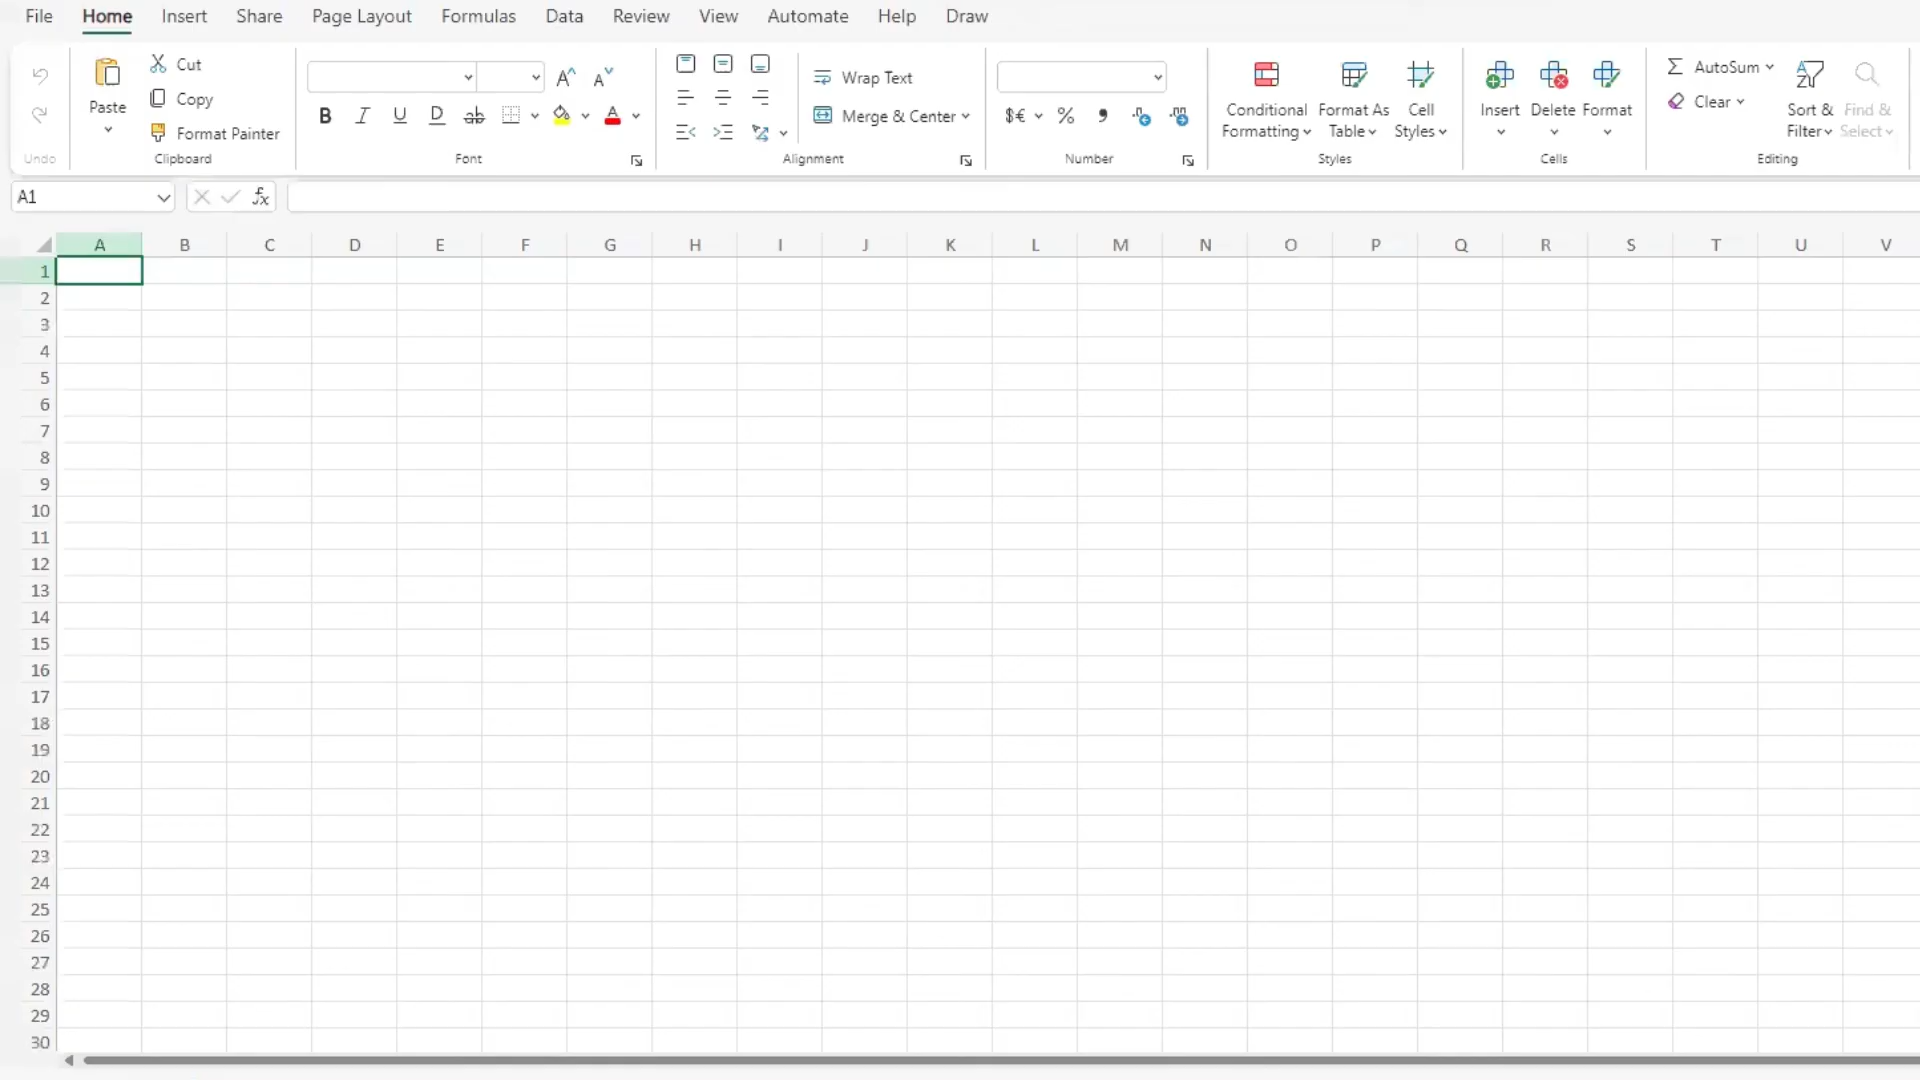 File Home Insert Share Page Layout Formulas Data Review View Automate Help Draw
Undo
Paste
Cut
Copy
Format Painter
Clipboard
A^ A˅
B I U D ab A
Font
Wrap Text
Merge & Center
Alignment
$€ % ,
Number
Conditional
Formatting
Format As
Table
Cell
Styles
Styles
Insert Delete Format
Cells
AutoSum
Clear
Sort &
Filter
Find &
Select
Editing
A1 fx
A B C D E F G H I J K L M N O P Q R S T U V
1
2
3
4
5
6
7
8
9
10
11
12
13
14
15
16
17
18
19
20
21
22
23
24
25
26
27
28
29
30